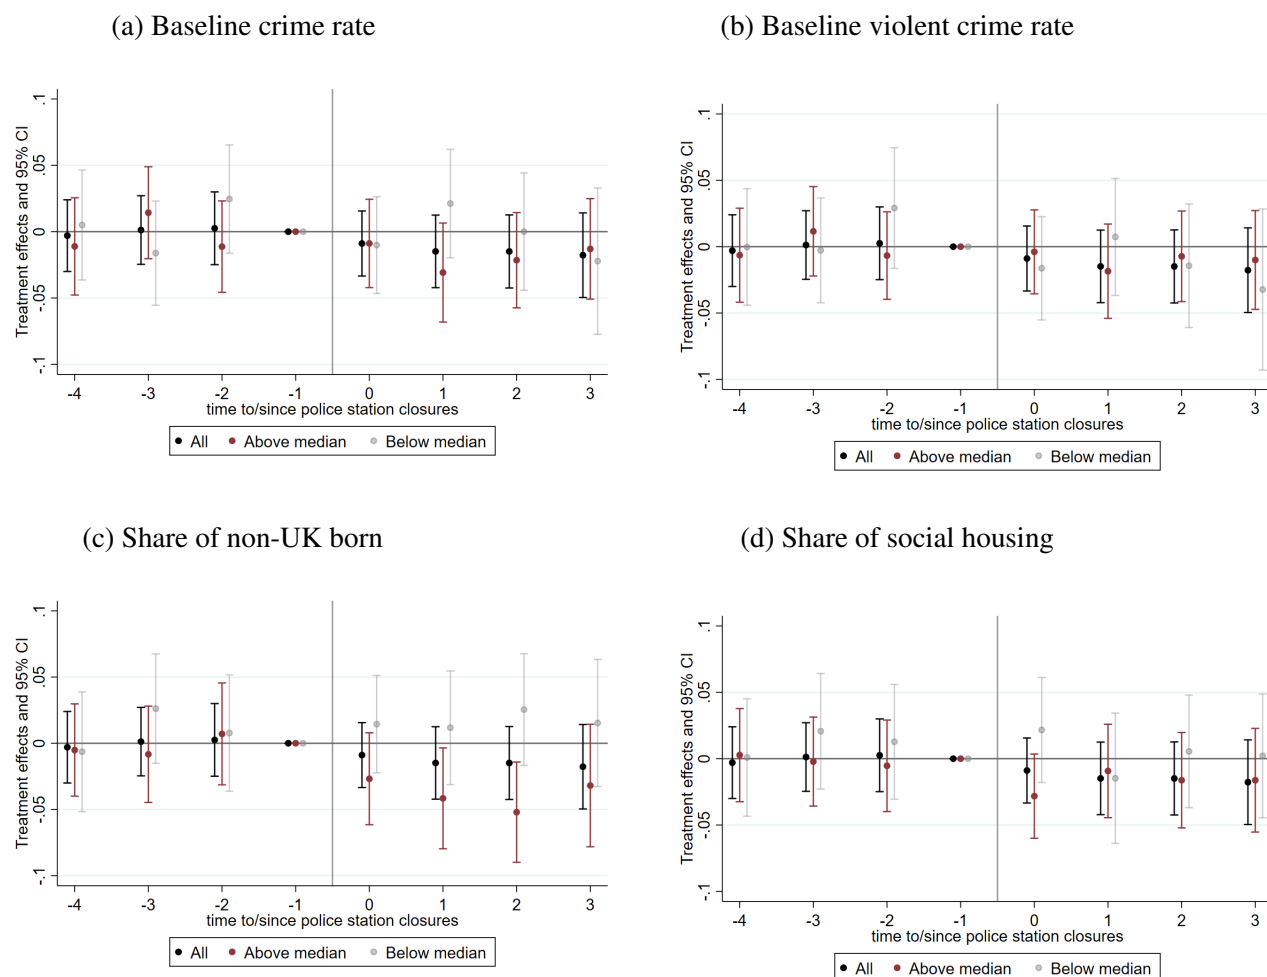 (a) Baseline crime rate
Treatment effects and 95% CI
.1
.05
0
-.05
-.1
-4 -3 -2 -1 0 1 2 3
time to/since police station closures
All Above median Below median
(b) Baseline violent crime rate
Treatment effects and 95% CI
.1
.05
0
-.05
-.1
-4 -3 -2 -1 0 1 2 3
time to/since police station closures
All Above median Below median
(c) Share of non-UK born
Treatment effects and 95% CI
.1
.05
0
-.05
-.1
-4 -3 -2 -1 0 1 2 3
time to/since police station closures
All Above median Below median
(d) Share of social housing
Treatment effects and 95% CI
.1
.05
0
-.05
-.1
-4 -3 -2 -1 0 1 2 3
time to/since police station closures
All Above median Below median